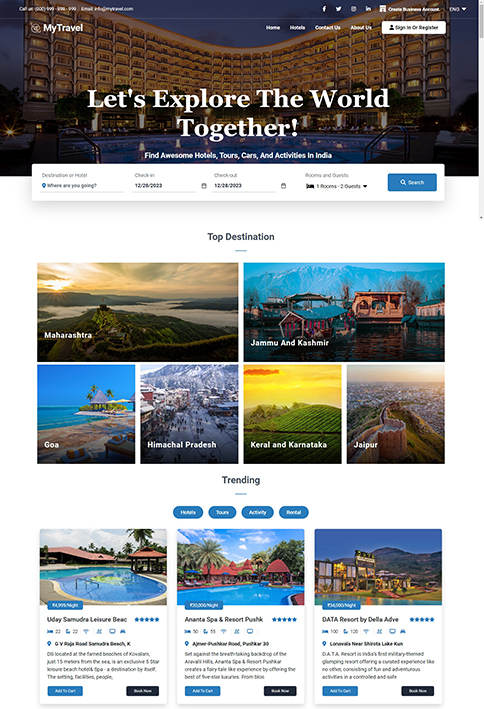 Call us: (000) 999 - 898 - 999 Email: info@mytravel.com Create Business Account. ENG
MyTravel Home Hotels Contact Us About Us Sign In Or Register
Let's Explore The World
Together!
Find Awesome Hotels, Tours, Cars, And Activities In India
Destination or Hotel Check-in Check-out Rooms and Guests
Where are you going? 12/28/2023 12/28/2023 1 Rooms - 2 Guests Search
Top Destination
Maharashtra
Jammu And Kashmir
Goa
Himachal Pradesh
Keral and Karnataka
Jaipur
Trending
Hotels Tours Activity Rental
₹4,999/Night
Uday Samudra Leisure Beac
22 22
G V Raja Road Samudra Beach, K
DS located at the famed beaches of Kovalam,
just 15 meters from the sea, is an exclusive 5 Star
leisure beach hotel& Spa - a destination by itself.
The setting, facilities, people,
Add To Cart Book Now
₹20,000/Night
Ananta Spa & Resort Pushk
50 55
Ajmer-Pushkar Road, Pushkar 30
Set against the breath-taking backdrop of the
Aravalli Hills, Ananta Spa & Resort Pushkar
creates a fairy tale like experience by offering the
best of five-star luxuries. From blos
Add To Cart Book Now
₹34,000/Night
DATA Resort by Della Adve
100 120
Lonavala Near Shirota Lake Kun
D.A.T.A. Resort is India's first military-themed
glamping resort offering a curated experience like
no other, consisting of fun and adventurous
activities in a controlled and safe
Add To Cart Book Now